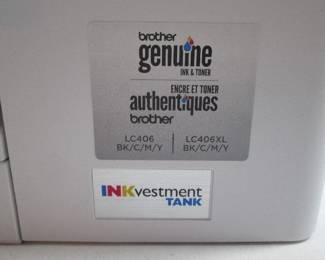 brother
genuine
INK & TONER
ENCRE ET TONER
authentiques
brother
LC406 LC406XL
BK/C/M/Y BK/C/M/Y
INKvestment
TANK